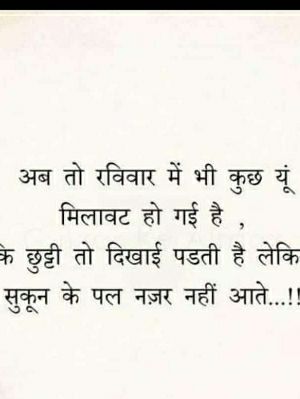 अब तो रविवार में भी कुछ यूं
मिलावट हो गई है ,
कि छुट्टी तो दिखाई पडती है लेकि
सुकून के पल नज़र नहीं आते...!!